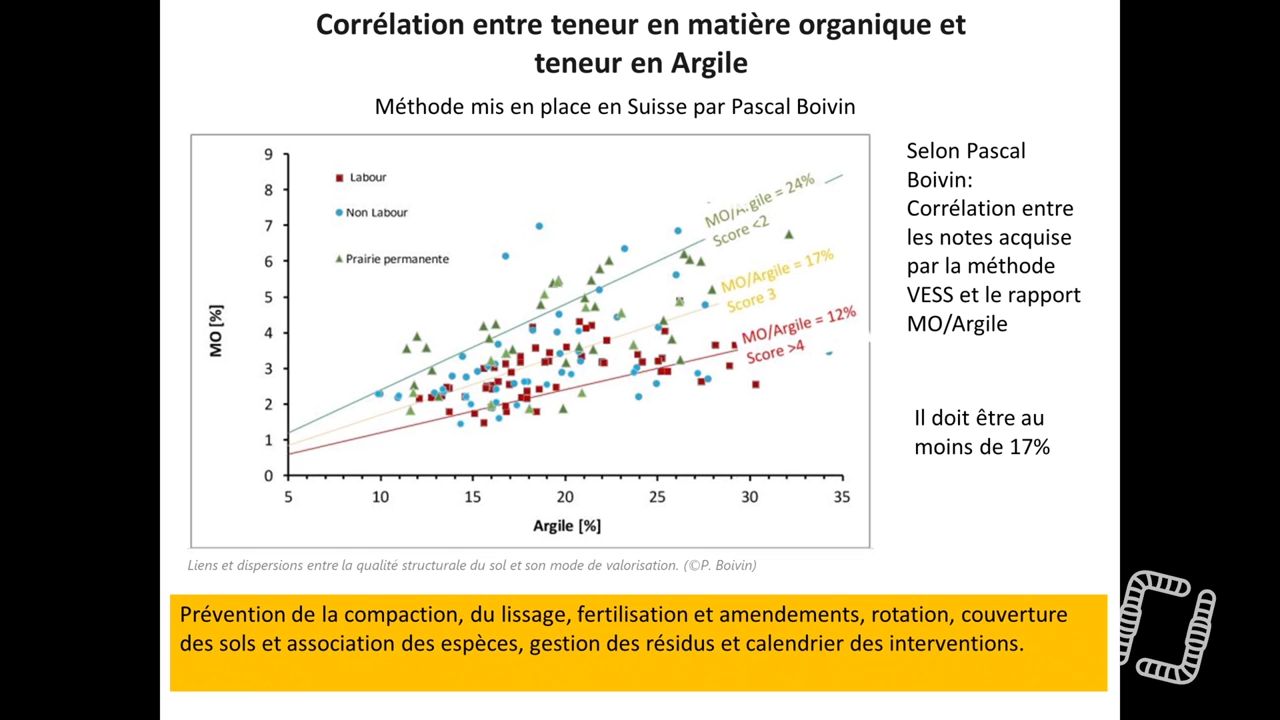 Corrélation entre teneur en matière organique et
teneur en Argile
Méthode mis en place en Suisse par Pascal Boivin
9
8
7
6
5
4
3
2
1
0
MO [%]
Labour
Non Labour
Prairie permanente
MO/Argile = 24%
Score <2
MO/Argile = 17%
Score 3
MO/Argile = 12%
Score >4
5 10 15 20 25 30 35
Argile [%]
Selon Pascal
Boivin:
Corrélation entre
les notes acquise
par la méthode
VESS et le rapport
MO/Argile
Il doit être au
moins de 17%
Liens et dispersions entre la qualité structurale du sol et son mode de valorisation. (©P. Boivin)
Prévention de la compaction, du lissage, fertilisation et amendements, rotation, couverture
des sols et association des espèces, gestion des résidus et calendrier des interventions.